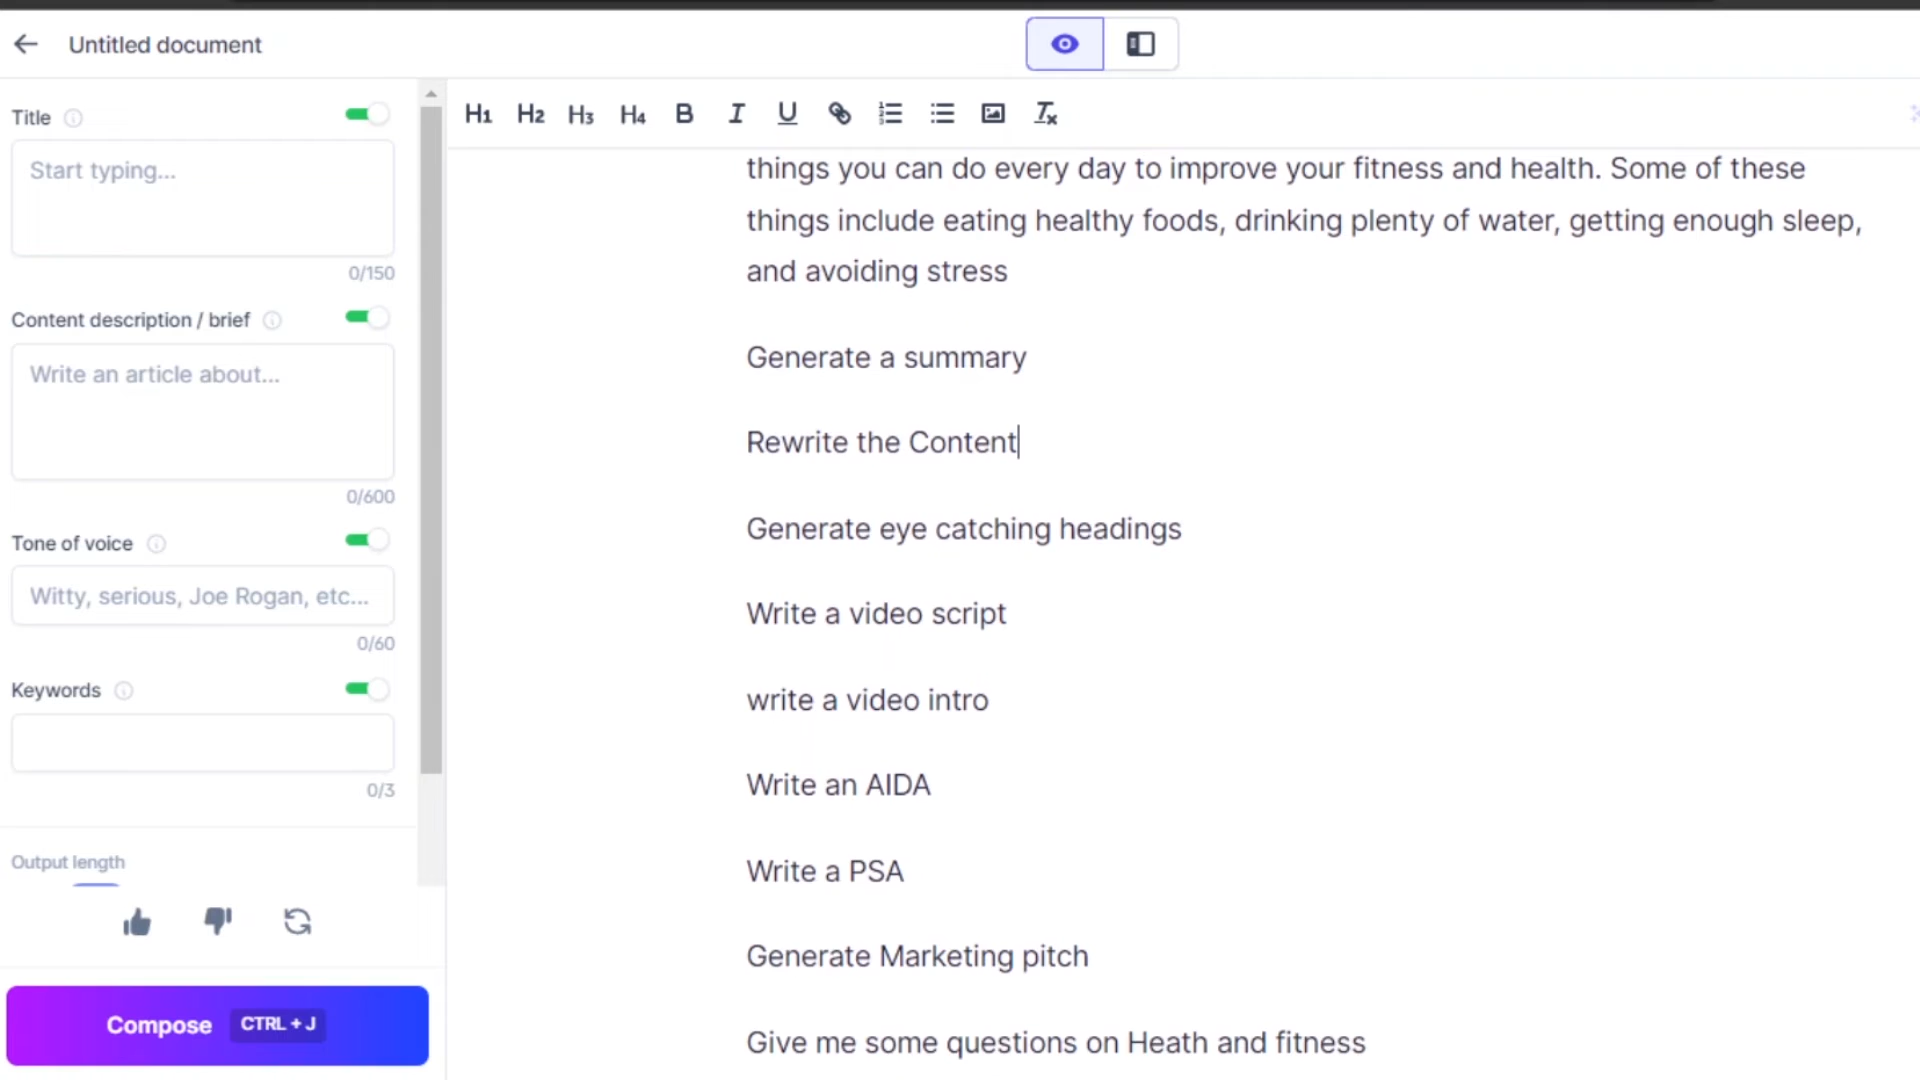 Untitled document
Title
Start typing...
0/150
Content description / brief
Write an article about...
0/600
Tone of voice
Witty, serious, Joe Rogan, etc...
0/60
Keywords
0/3
Output length
Compose CTRL + J
H1 H2 H3 H4 B I U
things you can do every day to improve your fitness and health. Some of these
things include eating healthy foods, drinking plenty of water, getting enough sleep,
and avoiding stress
Generate a summary
Rewrite the Content
Generate eye catching headings
Write a video script
write a video intro
Write an AIDA
Write a PSA
Generate Marketing pitch
Give me some questions on Heath and fitness